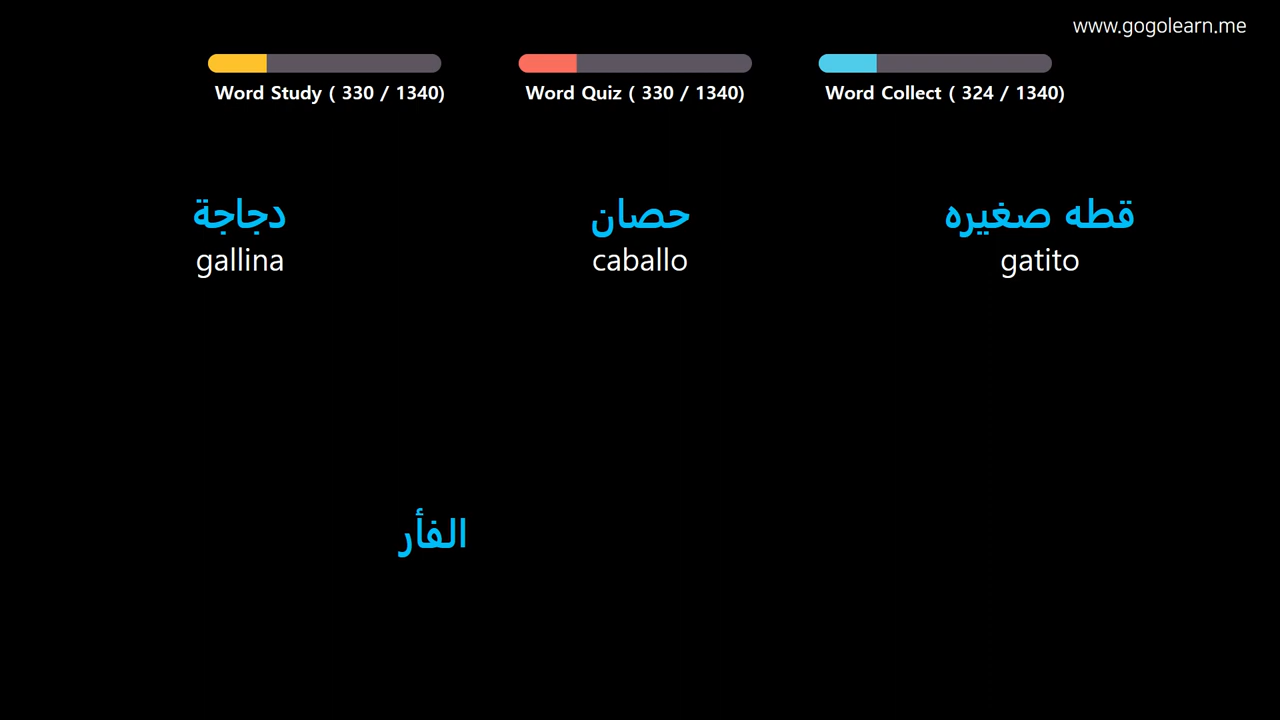 www.gogolearn.me
Word Study ( 330 / 1340)
Word Quiz ( 330 / 1340)
Word Collect ( 324 / 1340)
دجاجة
gallina
حصان
caballo
قطه صغيره
gatito
الفأر